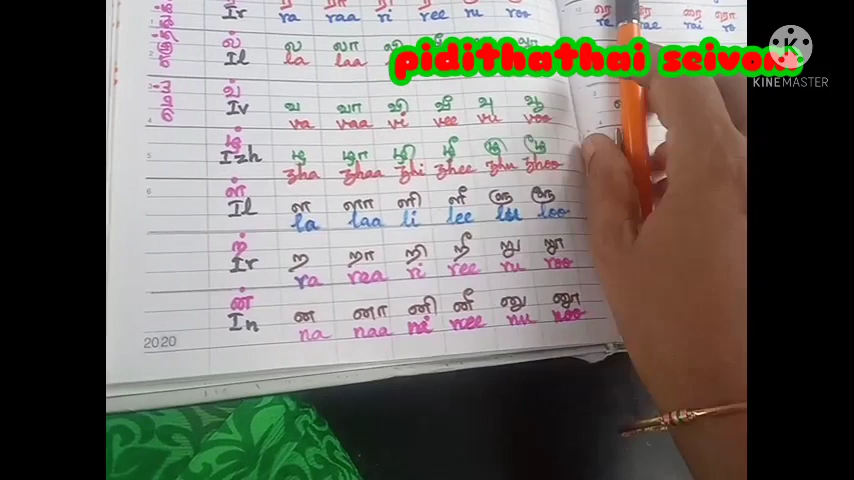 Ir ra raa ri ree ru roo
ல் ல லா லி
Il la laa
pidithathai seivom
KINEMASTER
வ் வ வா வி வீ வு வூ
Iv va vaa vi vee vu voo
ழ் ழ ழா ழி ழீ ழு ழூ
Izh zha zhaa zhi zhee zhu zhoo
ள் ள ளா ளி ளீ ளு ளூ
Il la laa li lee lu loo
ற் ற றா றி றீ று றூ
Ir ra raa ri ree ru roo
ன் ன னா னி னீ னு னூ
In na naa ni nee nu noo
2020